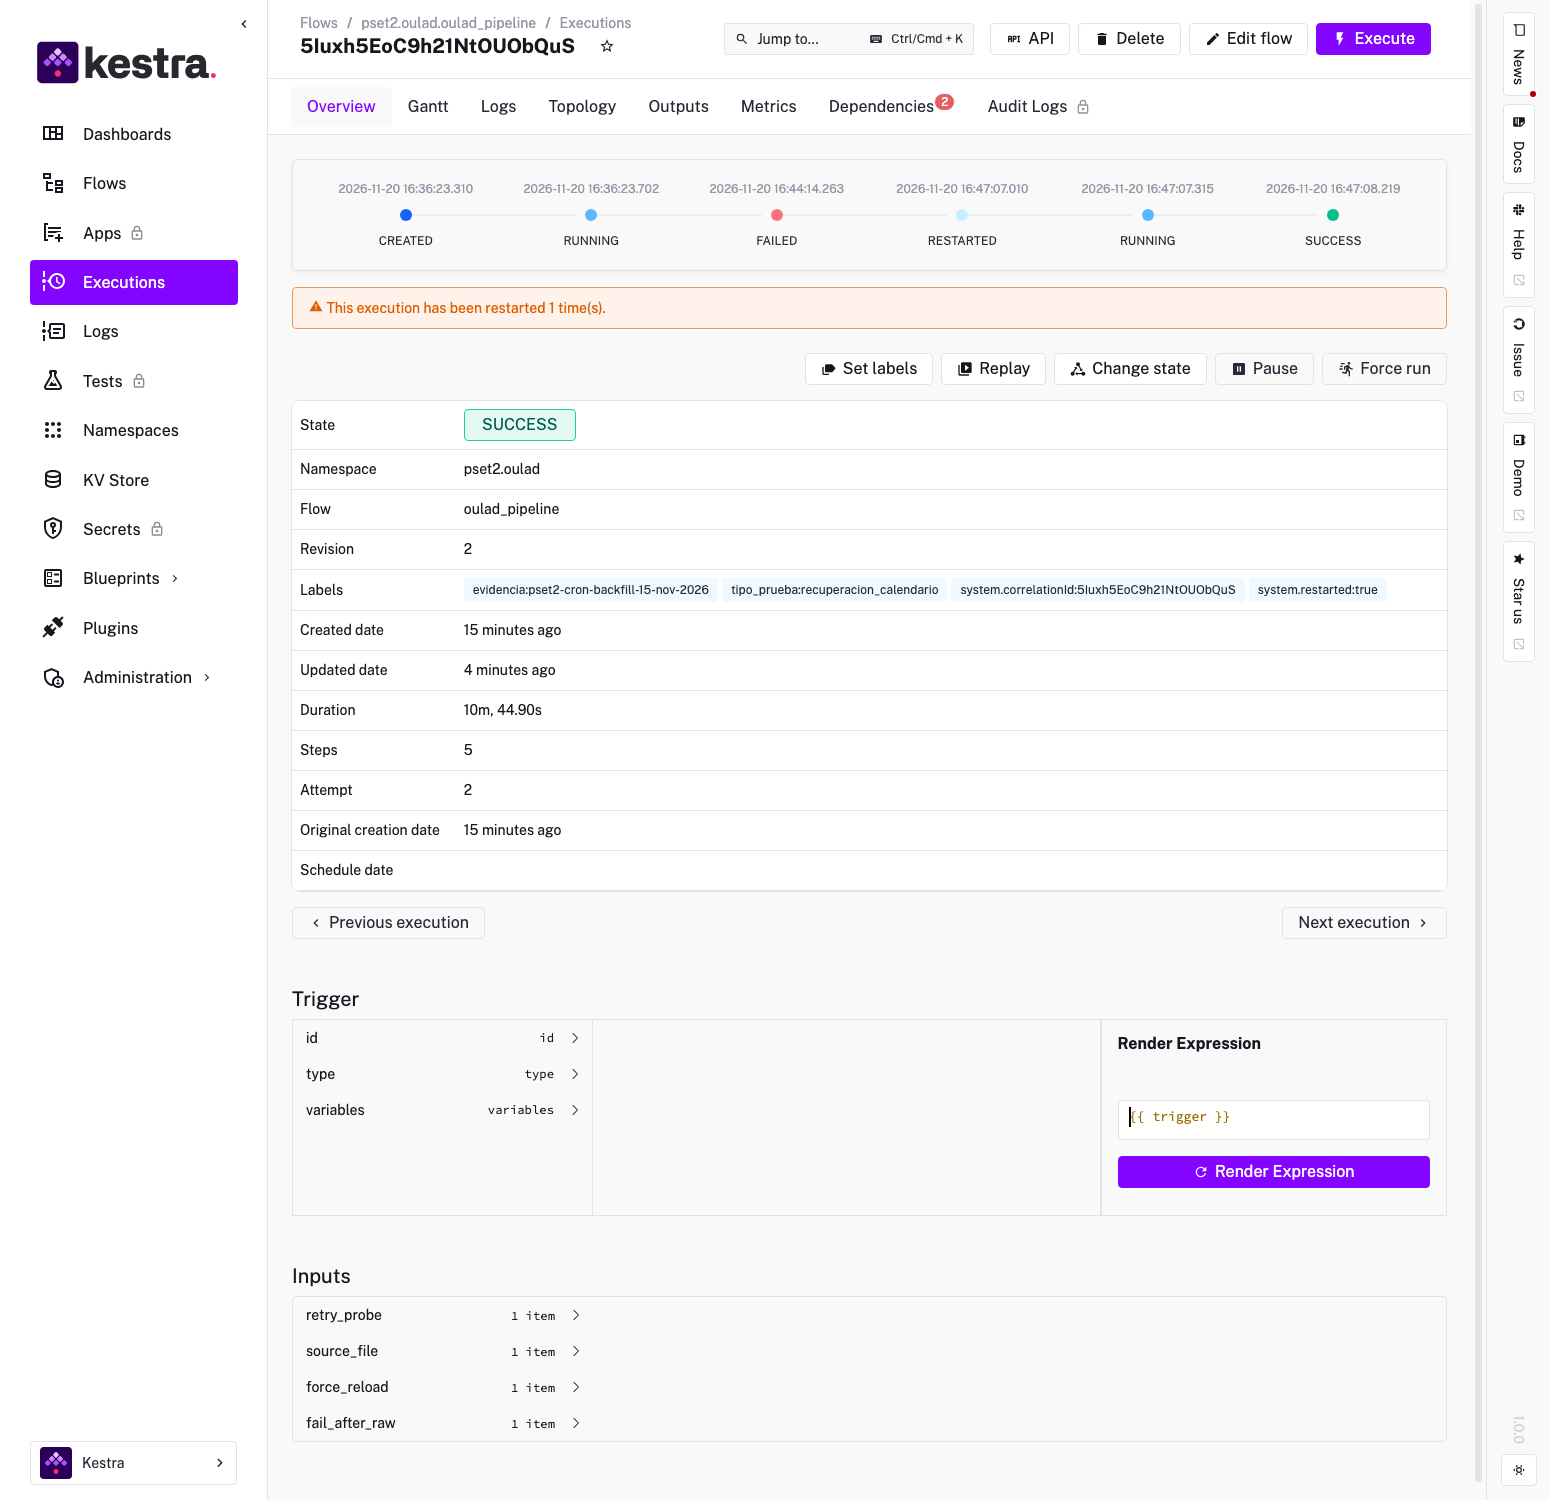 Flows / pset2.oulad.oulad_pipeline / Executions
5Iuxh5EoC9h21NtOUObQuS
Jump to... Ctrl/Cmd + K
API
Delete
Edit flow
Execute
kestra.
Dashboards
Flows
Apps
Executions
Logs
Tests
Namespaces
KV Store
Secrets
Blueprints
Plugins
Administration
Kestra
Overview Gantt Logs Topology Outputs Metrics Dependencies 2 Audit Logs
2026-11-20 16:36:23.310 2026-11-20 16:36:23.702 2026-11-20 16:44:14.263 2026-11-20 16:47:07.010 2026-11-20 16:47:07.315 2026-11-20 16:47:08.219
CREATED RUNNING FAILED RESTARTED RUNNING SUCCESS
This execution has been restarted 1 time(s).
Set labels Replay Change state Pause Force run
State SUCCESS
Namespace pset2.oulad
Flow oulad_pipeline
Revision 2
Labels evidencia:pset2-cron-backfill-15-nov-2026 tipo_prueba:recuperacion_calendario system.correlationId:5Iuxh5EoC9h21NtOUObQuS system.restarted:true
Created date 15 minutes ago
Updated date 4 minutes ago
Duration 10m, 44.90s
Steps 5
Attempt 2
Original creation date 15 minutes ago
Schedule date
Previous execution Next execution
Trigger
id id
type type
variables variables
Render Expression
{{ trigger }}
Render Expression
Inputs
retry_probe 1 item
source_file 1 item
force_reload 1 item
fail_after_raw 1 item
News
Docs
Help
Issue
Demo
Star us
1.0.0